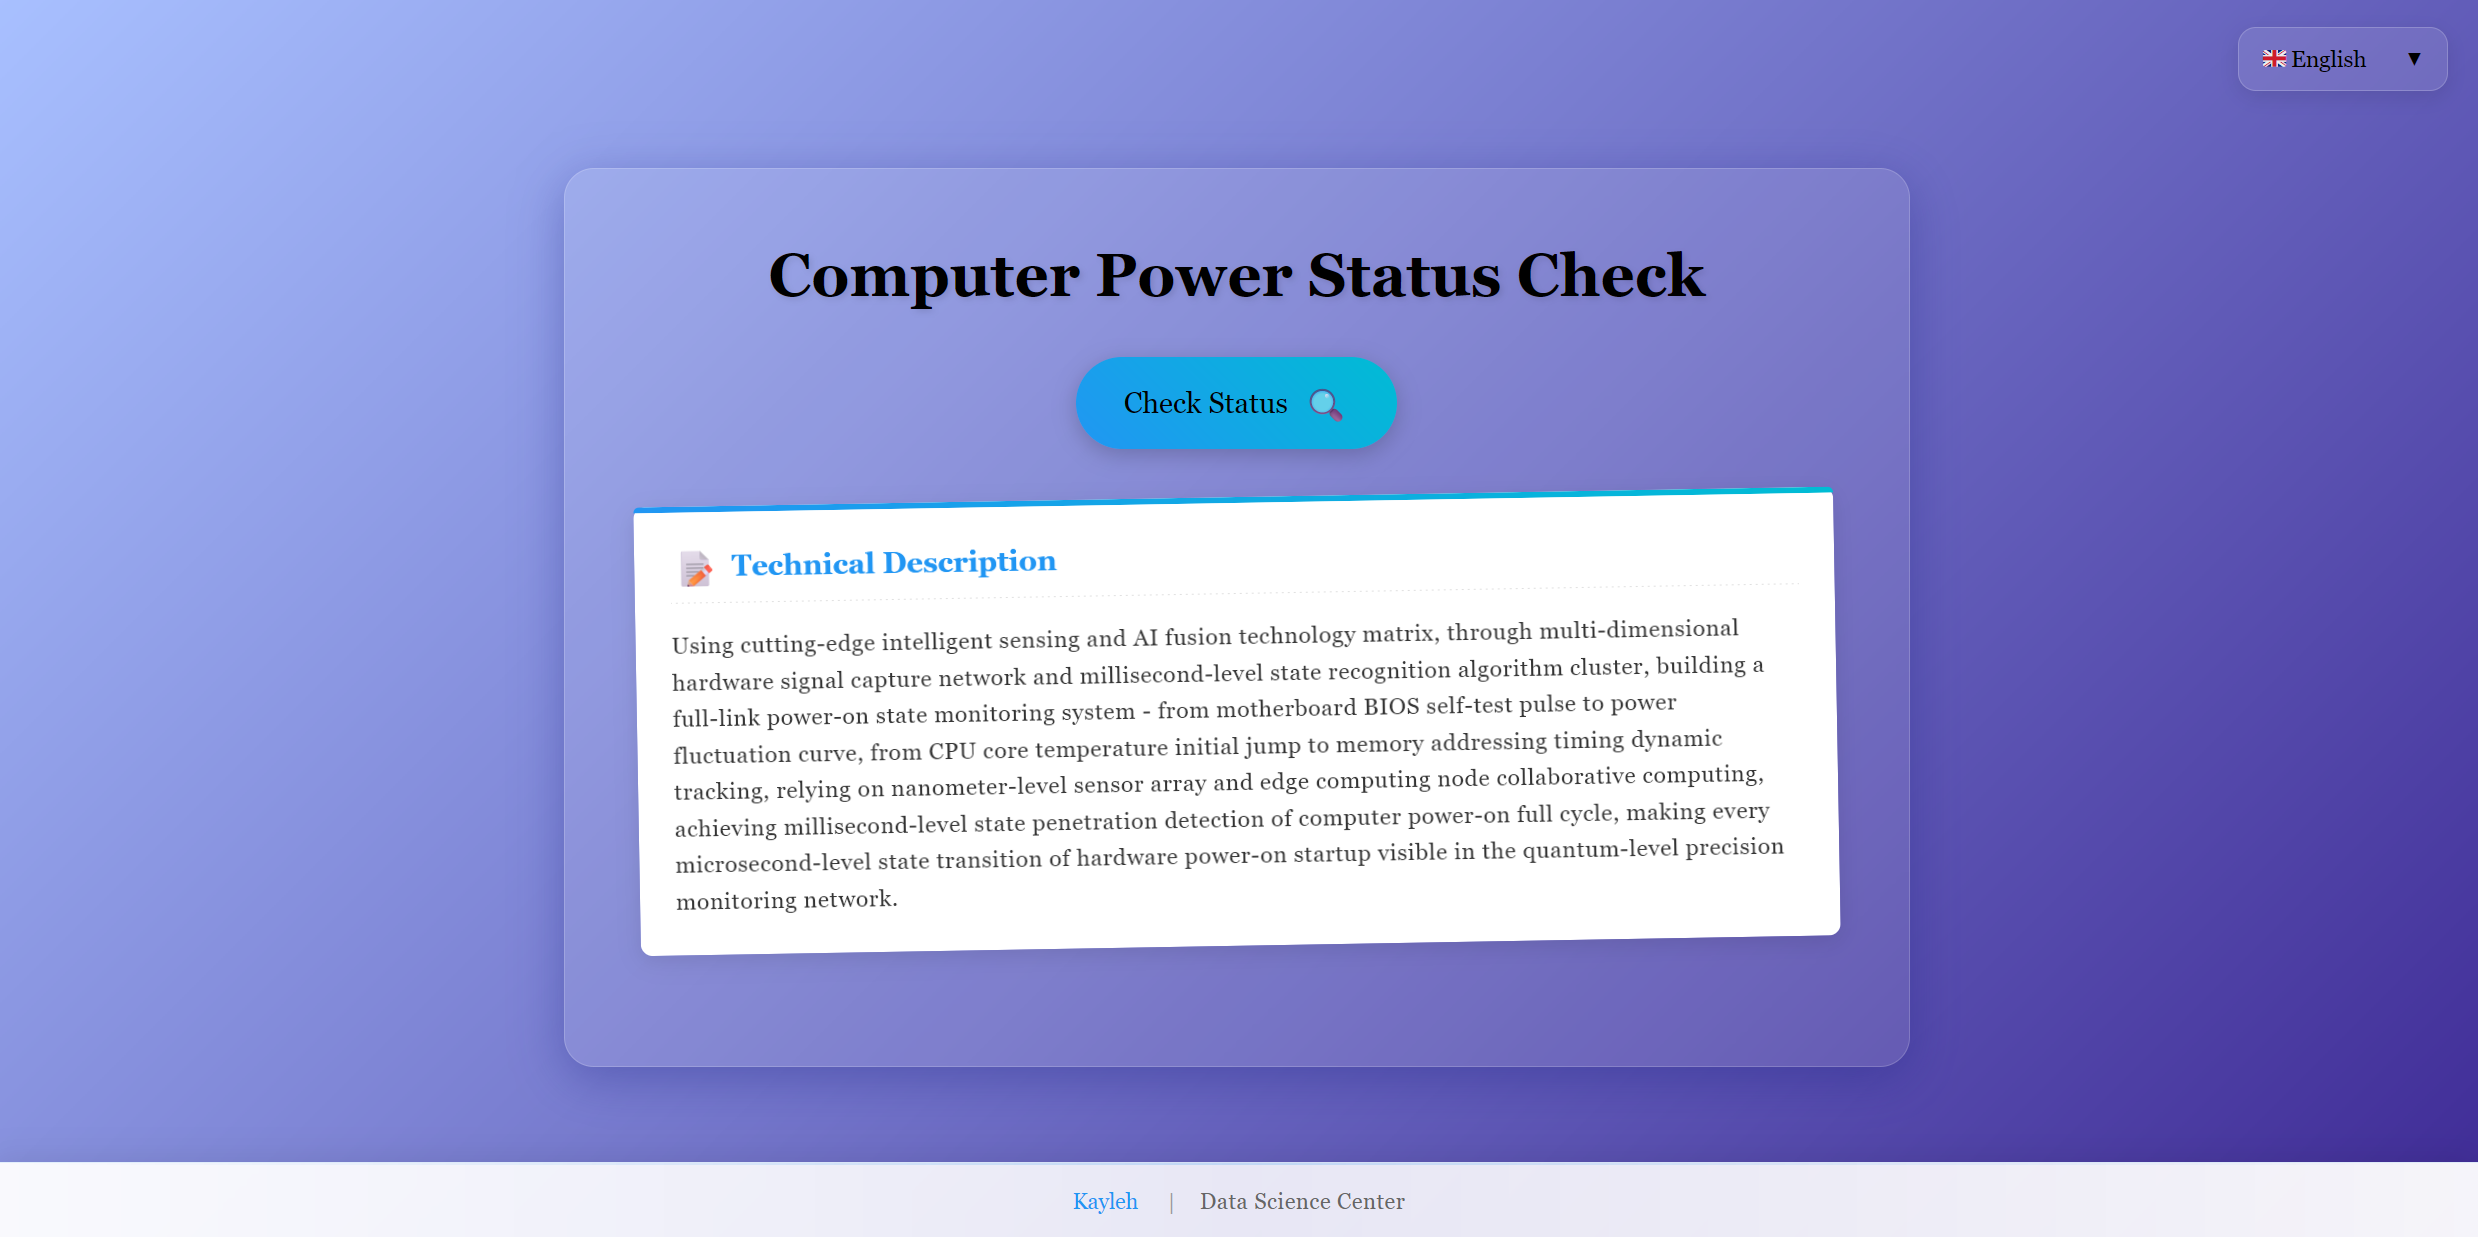 English ▼
Computer Power Status Check
Check Status
Technical Description
Using cutting-edge intelligent sensing and AI fusion technology matrix, through multi-dimensional
hardware signal capture network and millisecond-level state recognition algorithm cluster, building a
full-link power-on state monitoring system - from motherboard BIOS self-test pulse to power
fluctuation curve, from CPU core temperature initial jump to memory addressing timing dynamic
tracking, relying on nanometer-level sensor array and edge computing node collaborative computing,
achieving millisecond-level state penetration detection of computer power-on full cycle, making every
microsecond-level state transition of hardware power-on startup visible in the quantum-level precision
monitoring network.
Kayleh | Data Science Center